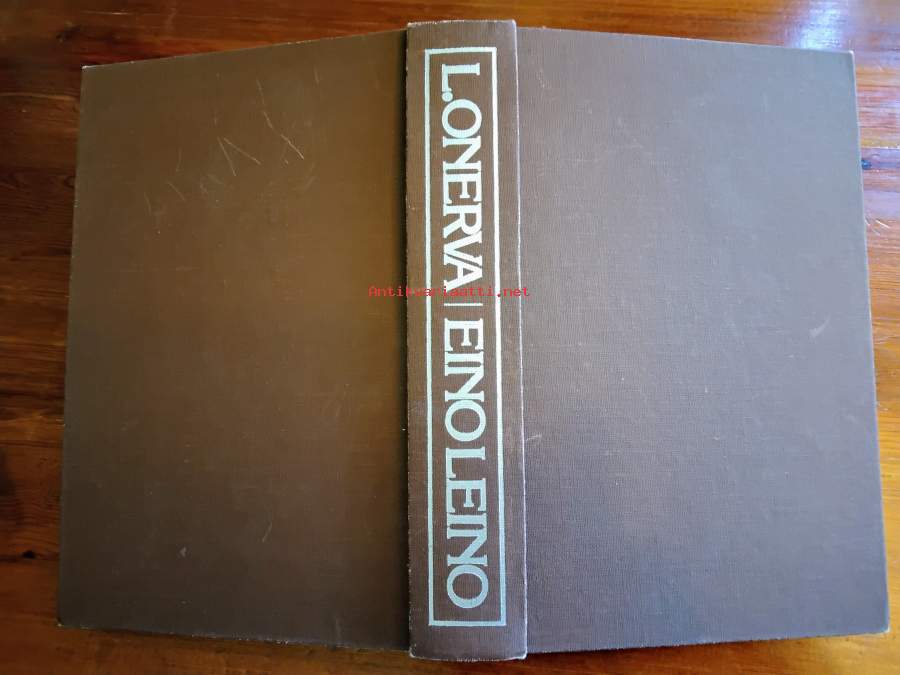 L.ONERVA | EINO LEINO
Antikvariaatti.net